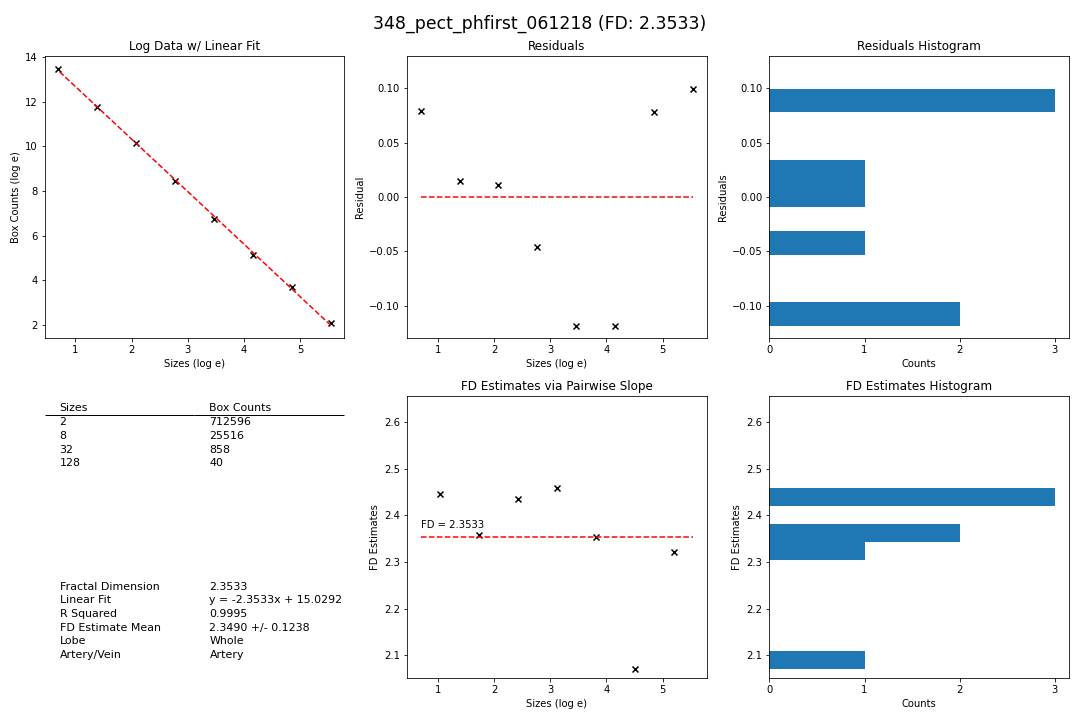 348_pect_phfirst_061218 (FD: 2.3533)
Log Data w/ Linear Fit
Box Counts (log e)
14
12
10
8
6
4
2
1 2 3 4 5
Sizes (log e)
Residuals
Residual
0.10
0.05
0.00
−0.05
−0.10
1 2 3 4 5
Sizes (log e)
Residuals Histogram
Residuals
0.10
0.05
0.00
−0.05
−0.10
0 1 2 3
Counts
Sizes Box Counts
2 712596
8 25516
32 858
128 40
Fractal Dimension 2.3533
Linear Fit y = -2.3533x + 15.0292
R Squared 0.9995
FD Estimate Mean 2.3490 +/- 0.1238
Lobe Whole
Artery/Vein Artery
FD Estimates via Pairwise Slope
FD Estimates
2.6
2.5
2.4
2.3
2.2
2.1
FD = 2.3533
1 2 3 4 5
Sizes (log e)
FD Estimates Histogram
FD Estimates
2.6
2.5
2.4
2.3
2.2
2.1
0 1 2 3
Counts